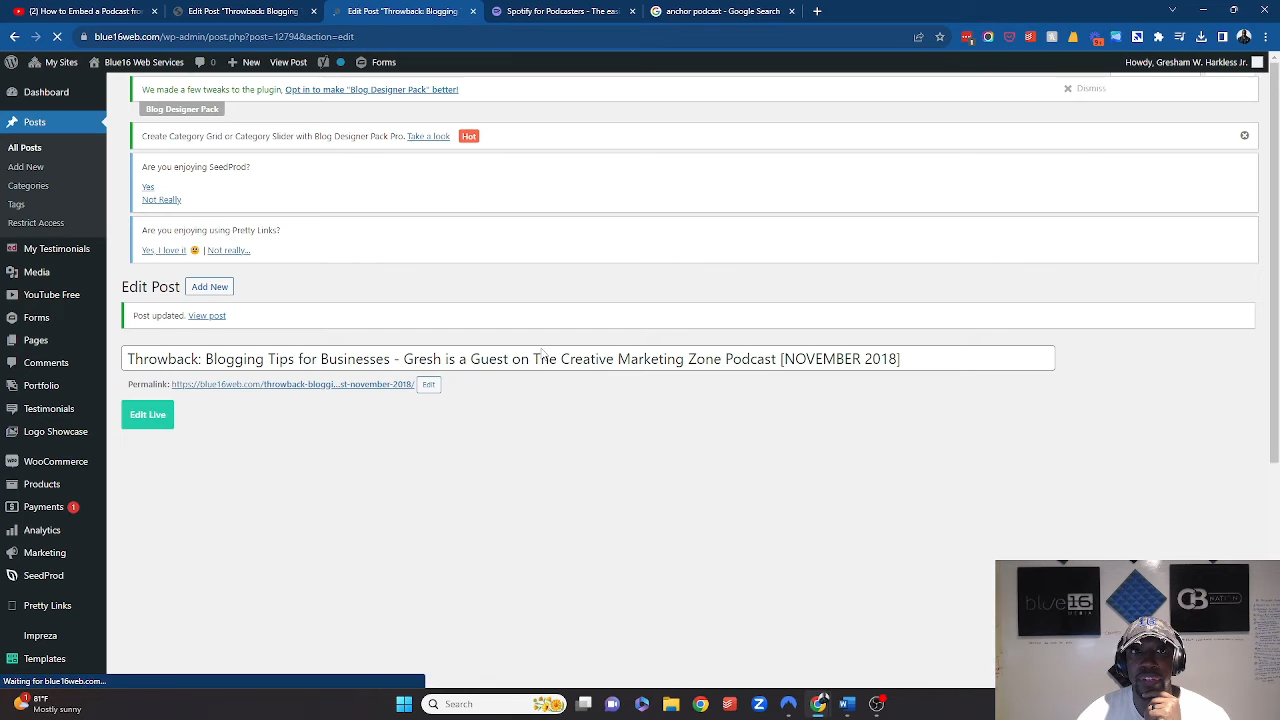 (2) How to Embed a Podcast fro
Edit Post "Throwback Blogging
Edit Post "Throwback Blogging
Spotify for Podcasters - The eas
anchor podcast - Google Search
blue16web.com/wp-admin/post.php?post=12794&action=edit
My Sites
Blue16 Web Services
0
New
View Post
Forms
Howdy, Gresham W. Harkless Jr.
Dashboard
Posts
All Posts
Add New
Categories
Tags
Restrict Access
My Testimonials
Media
YouTube Free
Forms
Pages
Comments
Portfolio
Testimonials
Logo Showcase
WooCommerce
Products
Payments 1
Analytics
Marketing
SeedProd
Pretty Links
Impreza
Templates
We made a few tweaks to the plugin, Opt in to make "Blog Designer Pack" better!
Dismiss
Blog Designer Pack
Create Category Grid or Category Slider with Blog Designer Pack Pro. Take a look Hot
Are you enjoying SeedProd?
Yes
Not Really
Are you enjoying using Pretty Links?
Yes, I love it 🙂 | Not really...
Edit Post Add New
Post updated. View post
Throwback: Blogging Tips for Businesses - Gresh is a Guest on The Creative Marketing Zone Podcast [NOVEMBER 2018]
Permalink: https://blue16web.com/throwback-bloggi...st-november-2018/ Edit
Edit Live
blue16
CB NATION
Waiting for blue16web.com...
81°F
Mostly sunny
Search